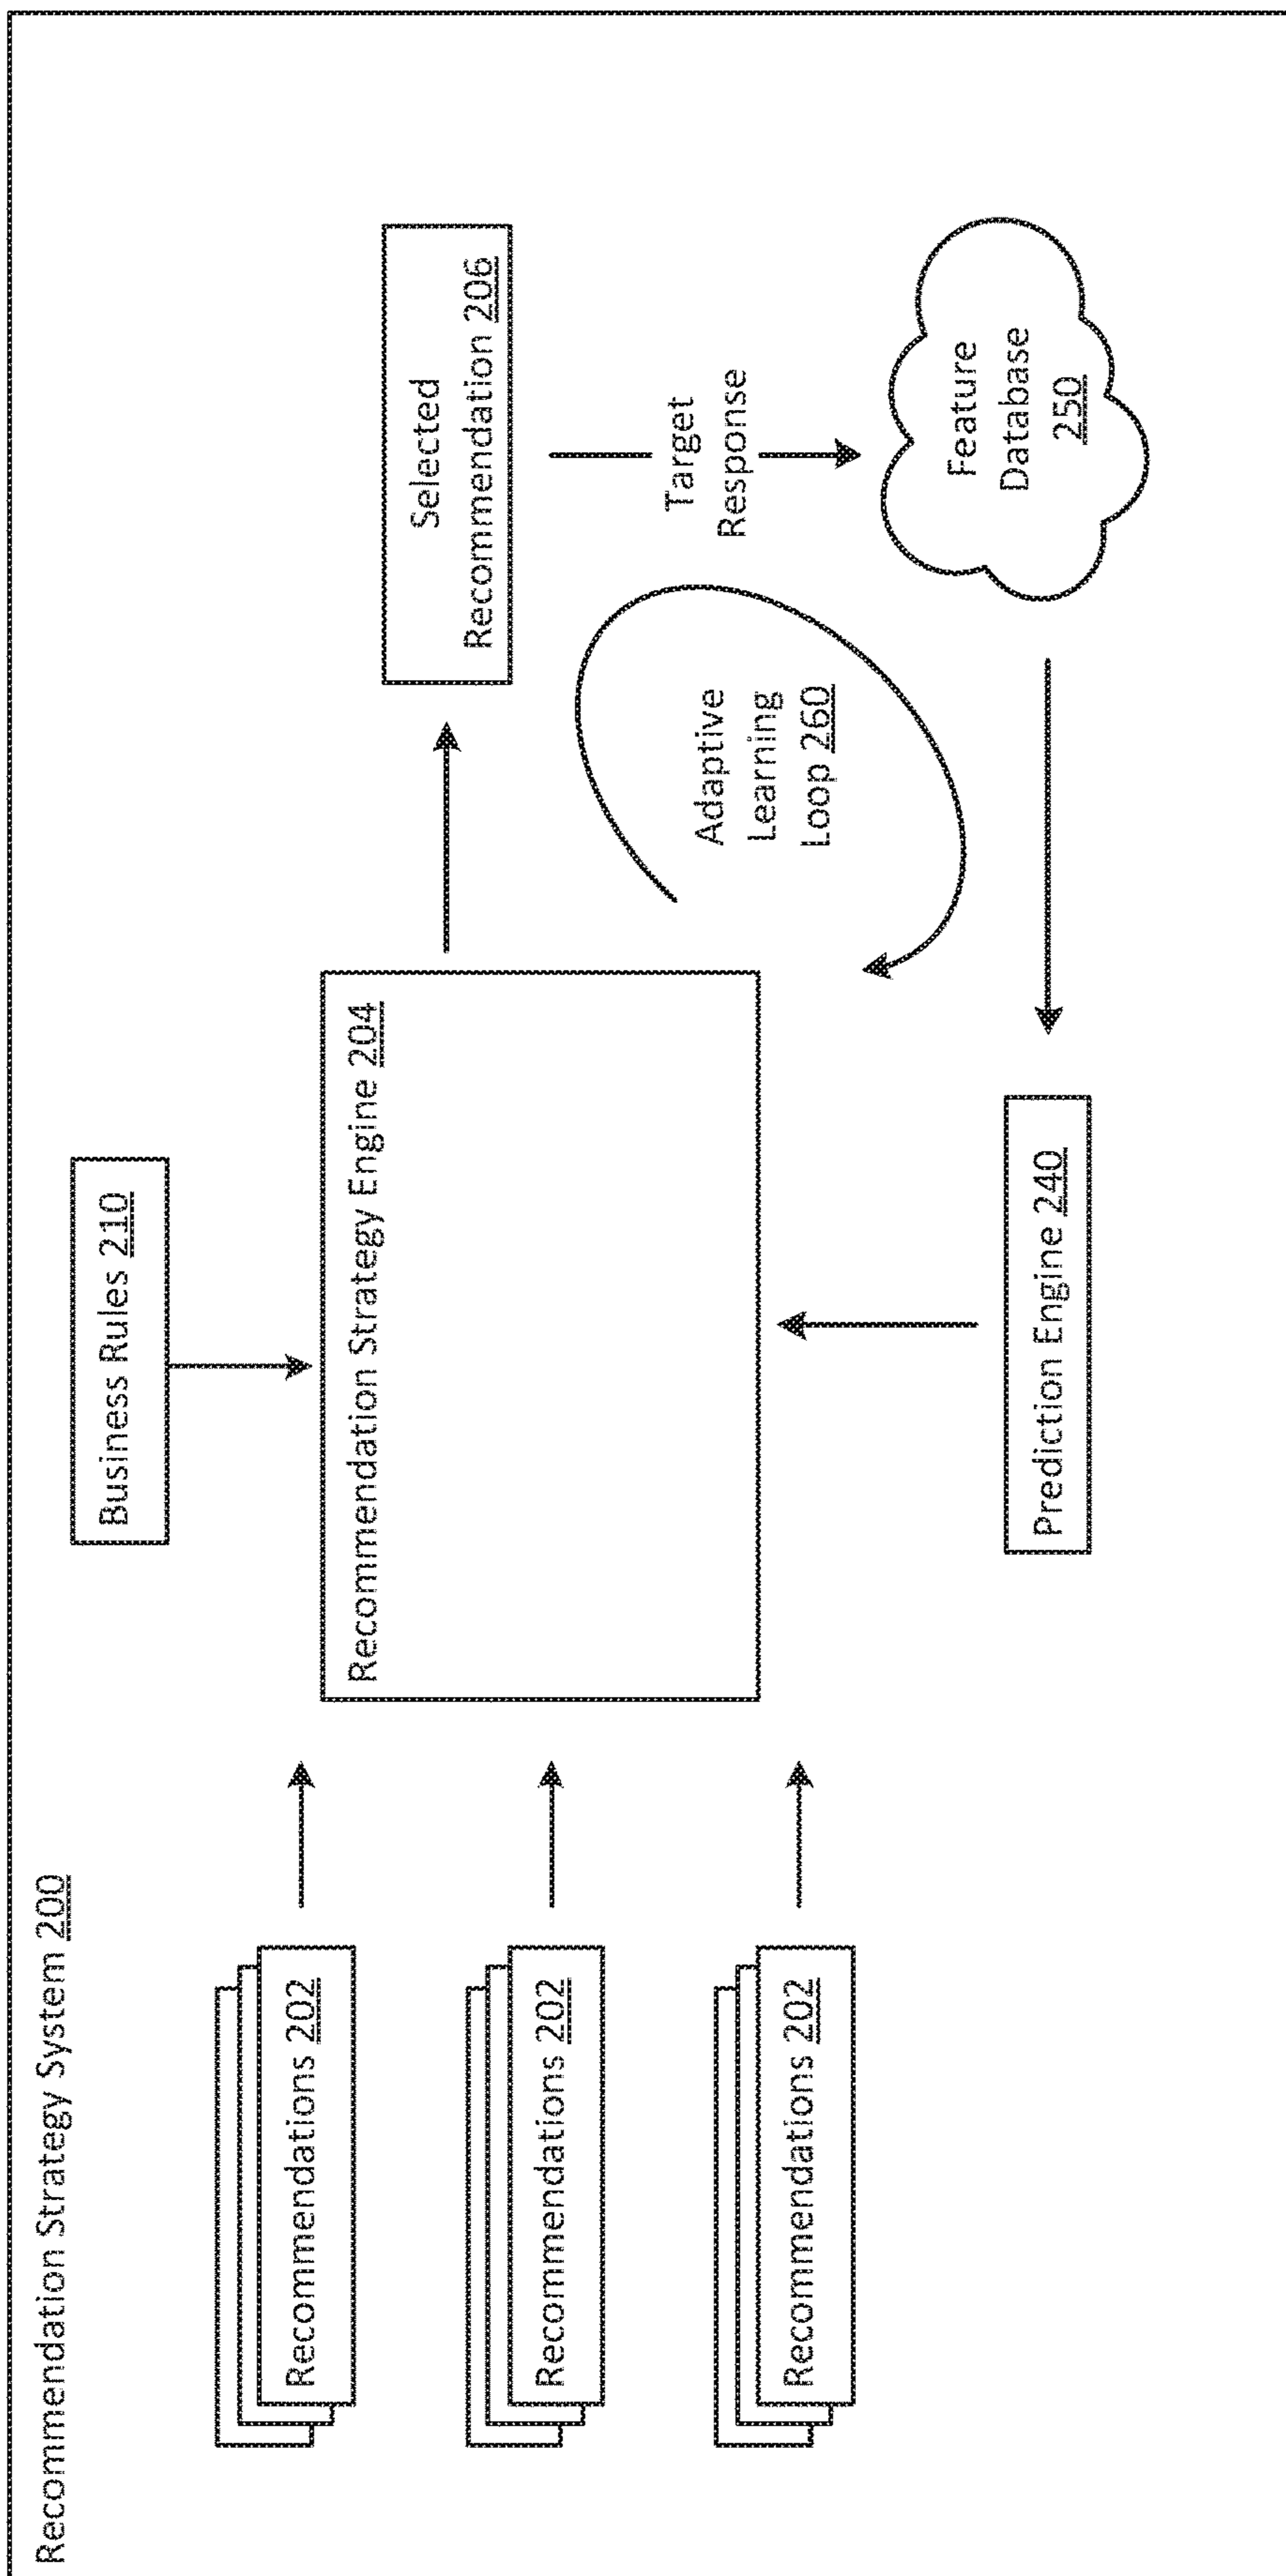 Recommendation Strategy System 200
Business Rules 210
Recommendations 202
Recommendations 202
Recommendations 202
Recommendation Strategy Engine 204
Selected
Recommendation 206
Target
Response
Adaptive
Learning
Loop 260
Feature
Database
250
Prediction Engine 240